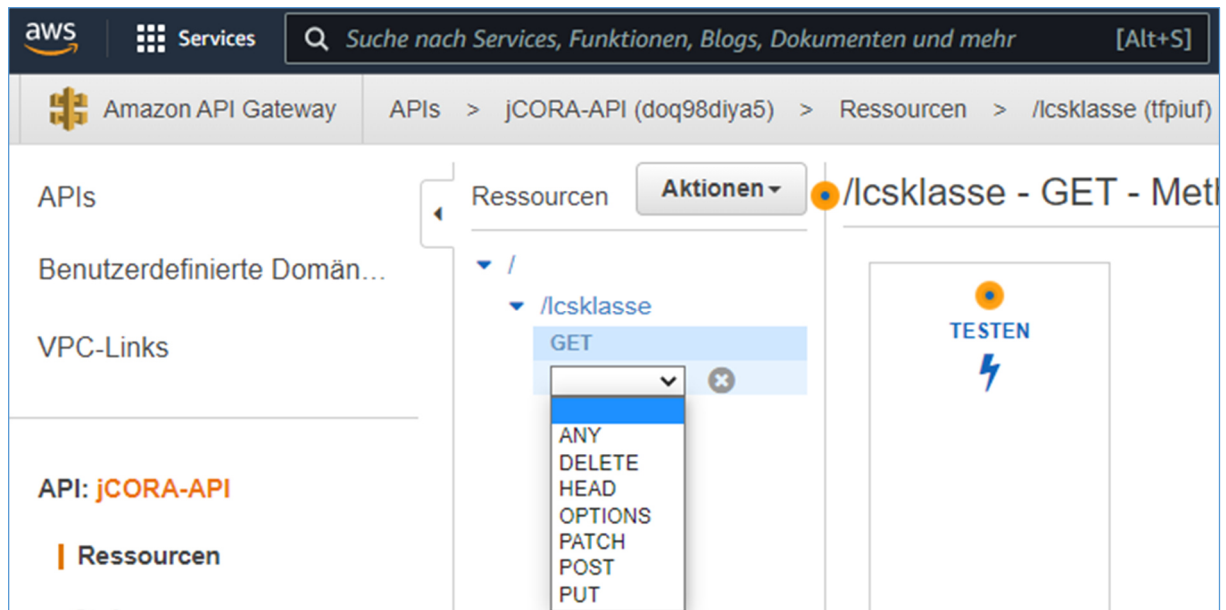 aws Services Suche nach Services, Funktionen, Blogs, Dokumenten und mehr [Alt+S]
Amazon API Gateway APIs > jCORA-API (doq98diya5) > Ressourcen > /lcsklasse (tfpiuf)
APIs
Benutzerdefinierte Domän...
VPC-Links
API: jCORA-API
Ressourcen
Ressourcen Aktionen
/
/lcsklasse
GET
ANY
DELETE
HEAD
OPTIONS
PATCH
POST
PUT
/lcsklasse - GET -
TESTEN